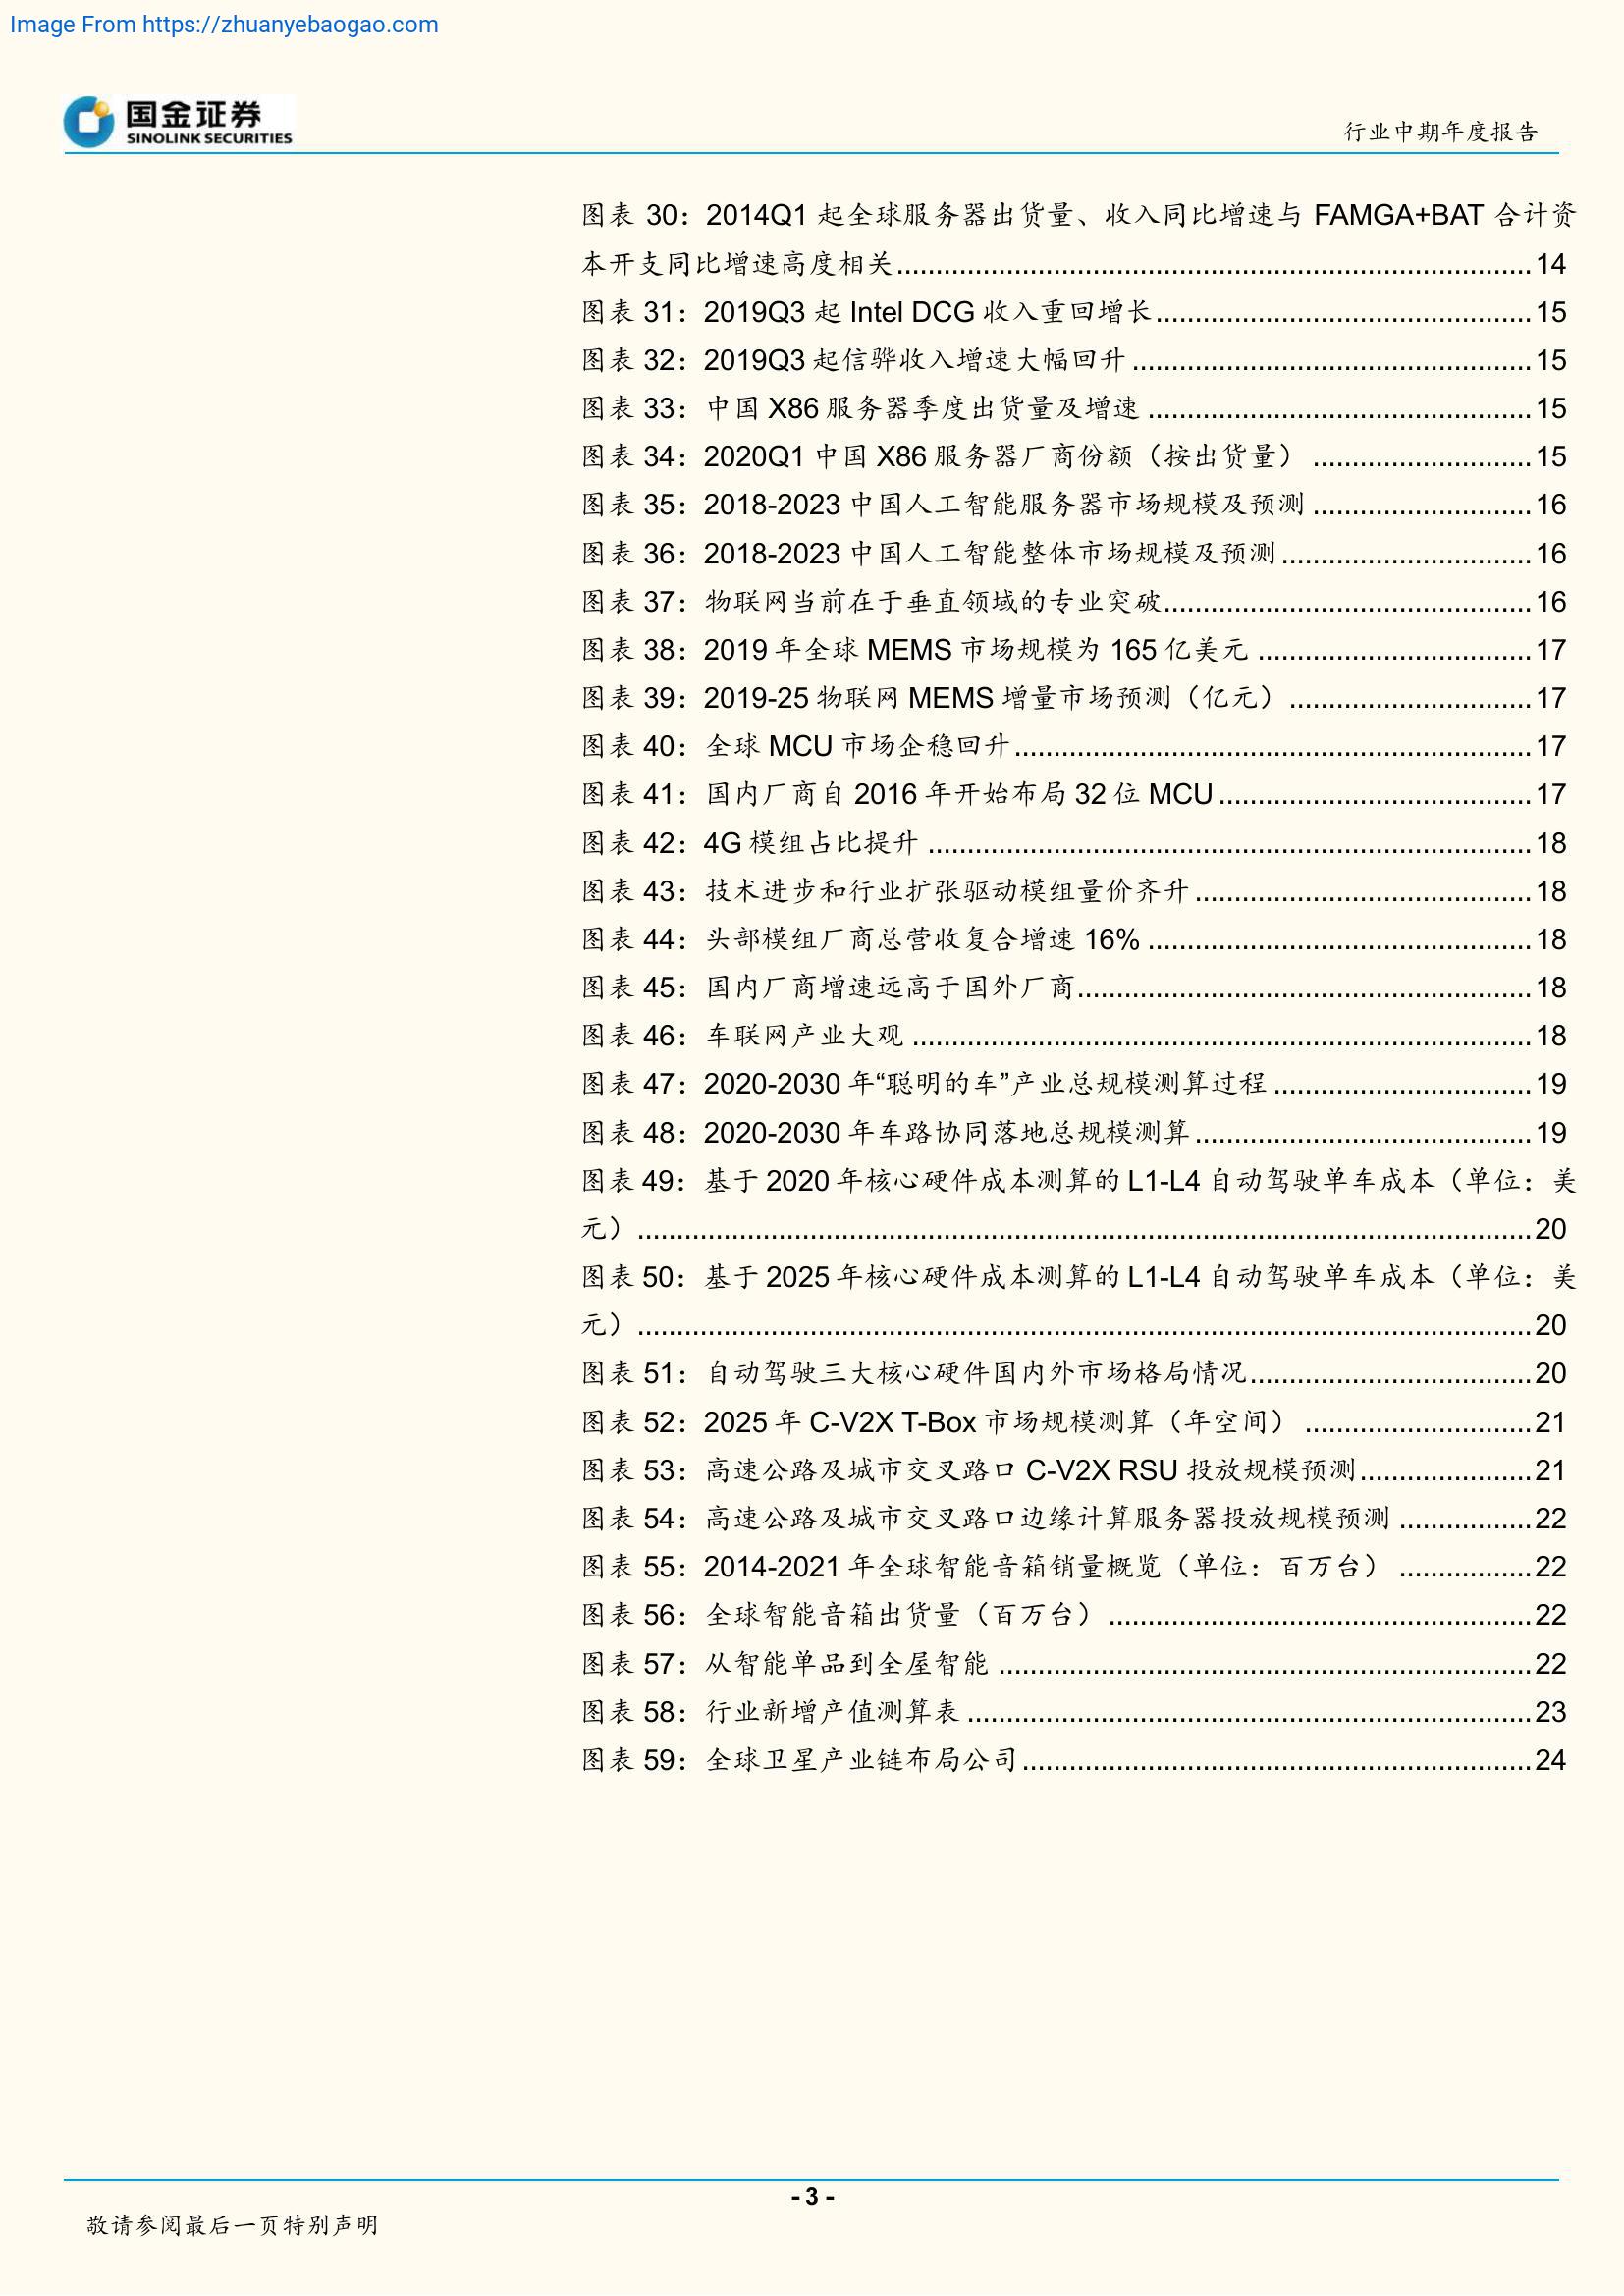 Image From https://zhuanyebaogao.com
国金证券
SINOLINK SECURITIES
行业中期年度报告
图表 30：2014Q1 起全球服务器出货量、收入同比增速与 FAMGA+BAT 合计资
本开支同比增速高度相关................................................................................14
图表 31：2019Q3 起 Intel DCG 收入重回增长................................................15
图表 32：2019Q3 起信骅收入增速大幅回升...................................................15
图表 33：中国 X86 服务器季度出货量及增速.................................................15
图表 34：2020Q1 中国 X86 服务器厂商份额（按出货量）............................15
图表 35：2018-2023 中国人工智能服务器市场规模及预测............................16
图表 36：2018-2023 中国人工智能整体市场规模及预测................................16
图表 37：物联网当前在于垂直领域的专业突破...............................................16
图表 38：2019 年全球 MEMS 市场规模为 165 亿美元...................................17
图表 39：2019-25 物联网 MEMS 增量市场预测（亿元）...............................17
图表 40：全球 MCU 市场企稳回升..................................................................17
图表 41：国内厂商自 2016 年开始布局 32 位 MCU........................................17
图表 42：4G 模组占比提升.............................................................................18
图表 43：技术进步和行业扩张驱动模组量价齐升...........................................18
图表 44：头部模组厂商总营收复合增速 16%.................................................18
图表 45：国内厂商增速远高于国外厂商..........................................................18
图表 46：车联网产业大观...............................................................................18
图表 47：2020-2030 年“聪明的车”产业总规模测算过程.................................19
图表 48：2020-2030 年车路协同落地总规模测算...........................................19
图表 49：基于 2020 年核心硬件成本测算的 L1-L4 自动驾驶单车成本（单位：美
元）..................................................................................................................20
图表 50：基于 2025 年核心硬件成本测算的 L1-L4 自动驾驶单车成本（单位：美
元）..................................................................................................................20
图表 51：自动驾驶三大核心硬件国内外市场格局情况....................................20
图表 52：2025 年 C-V2X T-Box 市场规模测算（年空间）.............................21
图表 53：高速公路及城市交叉路口 C-V2X RSU 投放规模预测......................21
图表 54：高速公路及城市交叉路口边缘计算服务器投放规模预测.................22
图表 55：2014-2021 年全球智能音箱销量概览（单位：百万台）.................22
图表 56：全球智能音箱出货量（百万台）......................................................22
图表 57：从智能单品到全屋智能....................................................................22
图表 58：行业新增产值测算表........................................................................23
图表 59：全球卫星产业链布局公司.................................................................24
- 3 -
敬请参阅最后一页特别声明